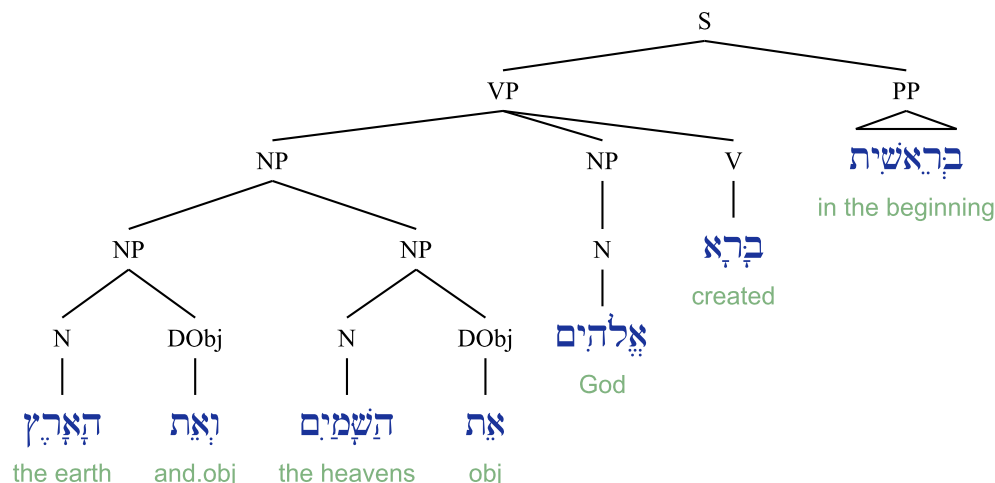 S
VP PP
NP NP V
בְּרֵאשִׁית
in the beginning
NP NP N
בָּרָא
created
N DObj N DObj
אֱלֹהִים
God
הָאָרֶץ וְאֵת הַשָּׁמַיִם אֵת
the earth and.obj the heavens obj